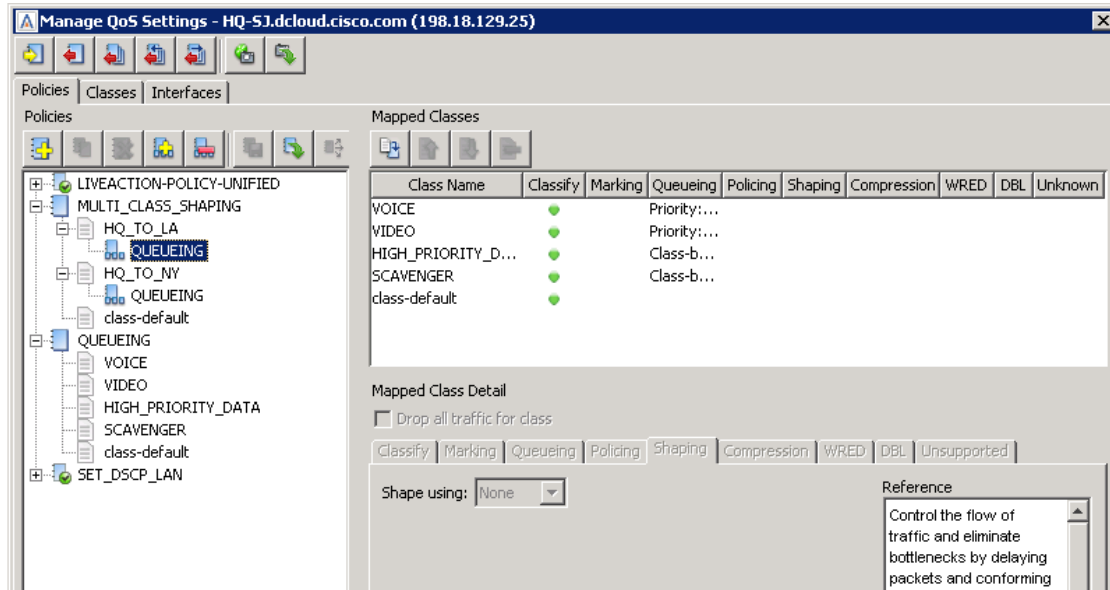 Manage QoS Settings - HQ-SJ.dcloud.cisco.com (198.18.129.25)
Policies Classes Interfaces
Policies
LIVEACTION-POLICY-UNIFIED
MULTI_CLASS_SHAPING
HQ_TO_LA
QUEUEING
HQ_TO_NY
QUEUEING
class-default
QUEUEING
VOICE
VIDEO
HIGH_PRIORITY_DATA
SCAVENGER
class-default
SET_DSCP_LAN
Mapped Classes
Class Name Classify Marking Queueing Policing Shaping Compression WRED DBL Unknown
VOICE Priority:...
VIDEO Priority:...
HIGH_PRIORITY_D... Class-b...
SCAVENGER Class-b...
class-default
Mapped Class Detail
Drop all traffic for class
Classify Marking Queueing Policing Shaping Compression WRED DBL Unsupported
Shape using: None
Reference
Control the flow of
traffic and eliminate
bottlenecks by delaying
packets and conforming